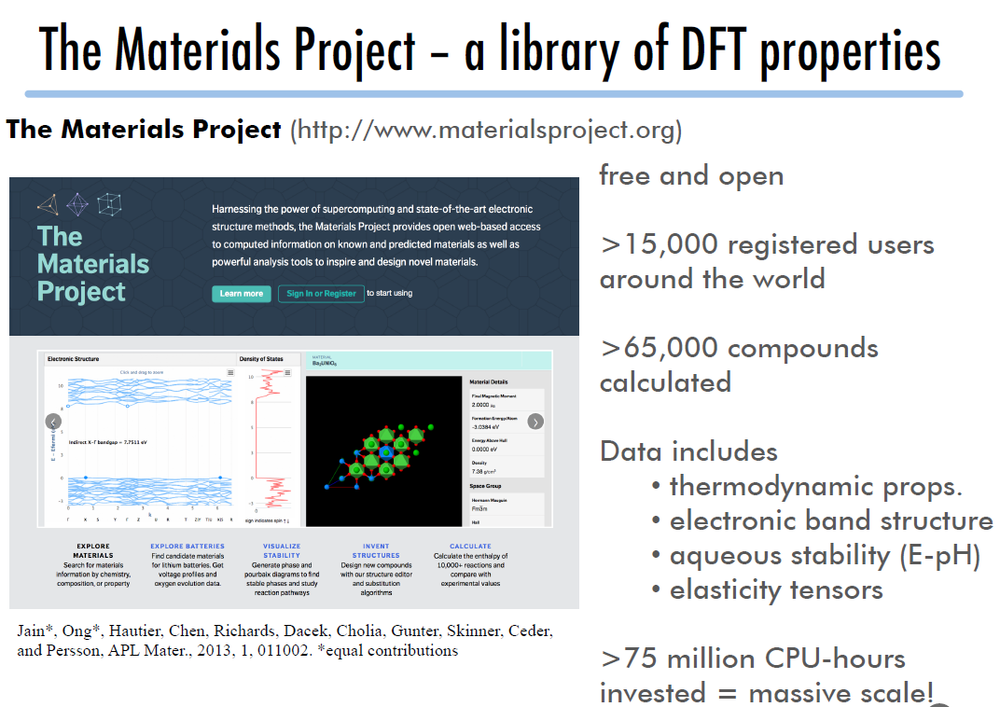 The Materials Project – a library of DFT properties
The Materials Project (http://www.materialsproject.org)
The
Materials
Project
Harnessing the power of supercomputing and state-of-the-art electronic
structure methods, the Materials Project provides open web-based access
to computed information on known and predicted materials as well as
powerful analysis tools to inspire and design novel materials.
Learn more
Sign In or Register to start using
Electronic Structure
Click and drag to zoom
Indirect X-Γ bandgap = 7.7511 eV
Density of States
sign indicates spin ↑↓
MATERIAL
Ba₂UNiO₆
Material Details
Final Magnetic Moment
2.0000 μB
Formation Energy/Atom
-3.0384 eV
Energy Above Hull
0.0000 eV
Density
7.38 g/cm³
Space Group
Hermann Mauguin
Fm3̅m
Hall
EXPLORE
MATERIALS
Search for materials
information by chemistry,
composition, or property
EXPLORE BATTERIES
Find candidate materials
for lithium batteries. Get
voltage profiles and
oxygen evolution data.
VISUALIZE
STABILITY
Generate phase and
pourbaix diagrams to find
stable phases and study
reaction pathways
INVENT
STRUCTURES
Design new compounds
with our structure editor
and substitution
algorithms
CALCULATE
Calculate the enthalpy of
10,000+ reactions and
compare with
experimental values
Jain*, Ong*, Hautier, Chen, Richards, Dacek, Cholia, Gunter, Skinner, Ceder,
and Persson, APL Mater., 2013, 1, 011002. *equal contributions
free and open
>15,000 registered users
around the world
>65,000 compounds
calculated
Data includes
• thermodynamic props.
• electronic band structure
• aqueous stability (E-pH)
• elasticity tensors
>75 million CPU-hours
invested = massive scale!